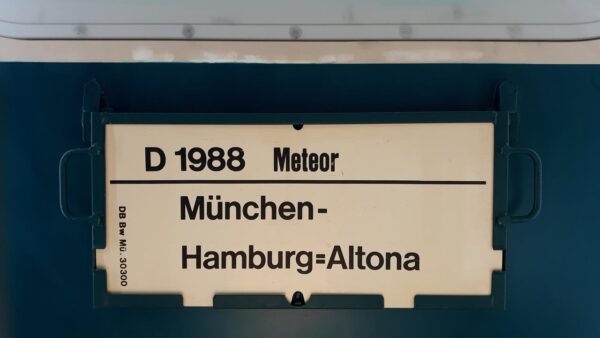 D 1988 Meteor
München-
Hamburg=Altona
DB Bw Mü. 30300